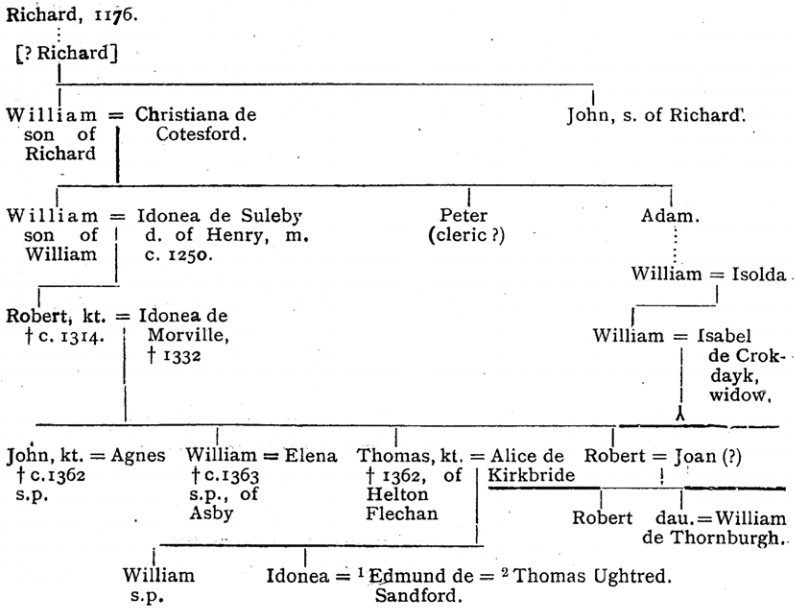 Richard, 1176.
[? Richard]
William = Christiana de
son of Cotesford.
Richard
John, s. of Richard.
William = Idonea de Suleby
son of d. of Henry, m.
William c. 1250.
Peter
(cleric ?)
Adam.
William = Isolda.
Robert, kt. = Idonea de
† c. 1314. Morville,
† 1332
William = Isabel
de Crok-
dayk,
widow.
John, kt. = Agnes
† c.1362
s.p.
William = Elena
† c.1363
s.p., of
Asby
Thomas, kt. = Alice de
† 1362, of Kirkbride
Helton
Flechan
Robert = Joan (?)
Robert dau. = William
de Thornburgh.
William
s.p.
Idonea = ¹ Edmund de = ² Thomas Ughtred.
Sandford.